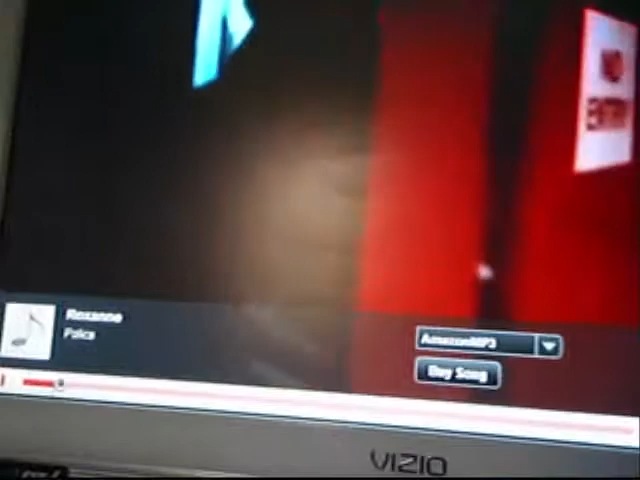 NO
ENTRY
Roxanne
Police
AmazonMP3
Buy Song
VIZIO